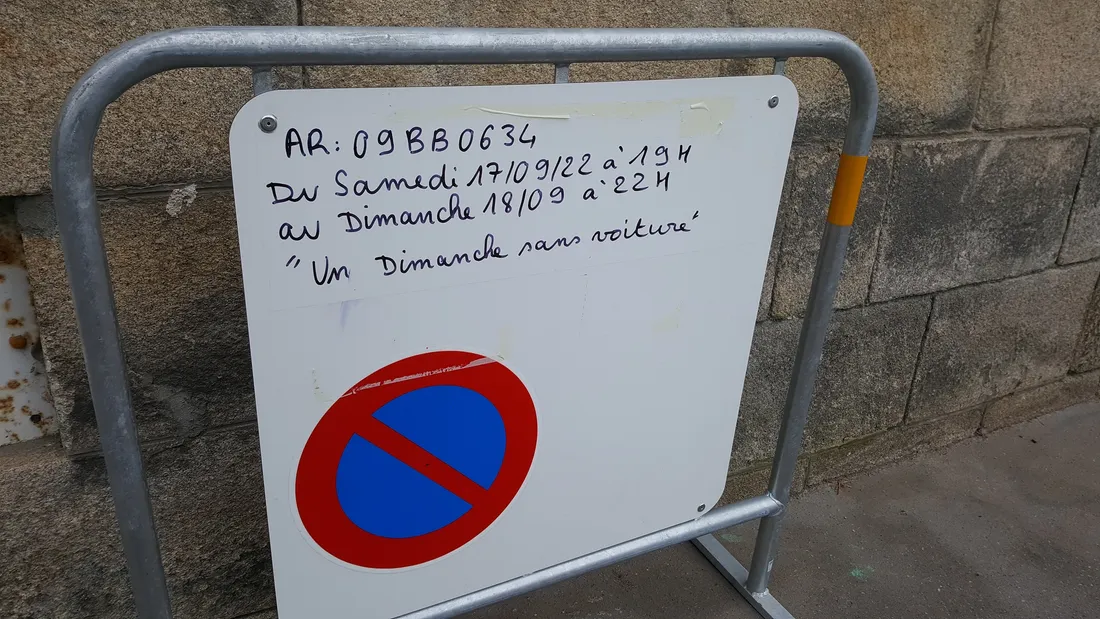 AR: 09BB0634
Du Samedi 17/09/22 à 19H
au Dimanche 18/09 à 22H
"Un Dimanche sans voiture"